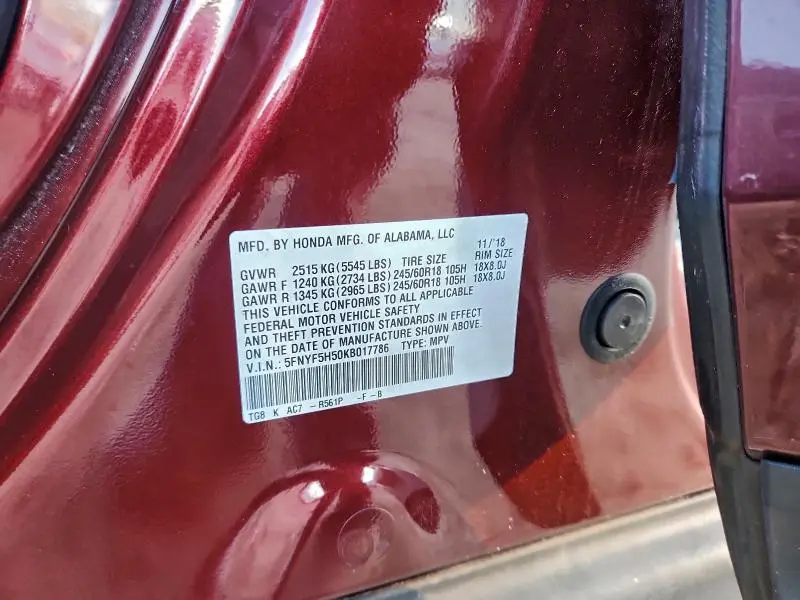 MFD. BY HONDA MFG. OF ALABAMA, LLC 11/'18
GVWR 2515 KG (5545 LBS) TIRE SIZE RIM SIZE
GAWR F 1240 KG (2734 LBS) 245/60R18 105H 18X8.0J
GAWR R 1345 KG (2965 LBS) 245/60R18 105H 18X8.0J
THIS VEHICLE CONFORMS TO ALL APPLICABLE
FEDERAL MOTOR VEHICLE SAFETY
AND THEFT PREVENTION STANDARDS IN EFFECT
ON THE DATE OF MANUFACTURE SHOWN ABOVE.
V.I.N.: 5FNYF5H50KB017786 TYPE: MPV
TG8 K AC7 -R561P -F -B